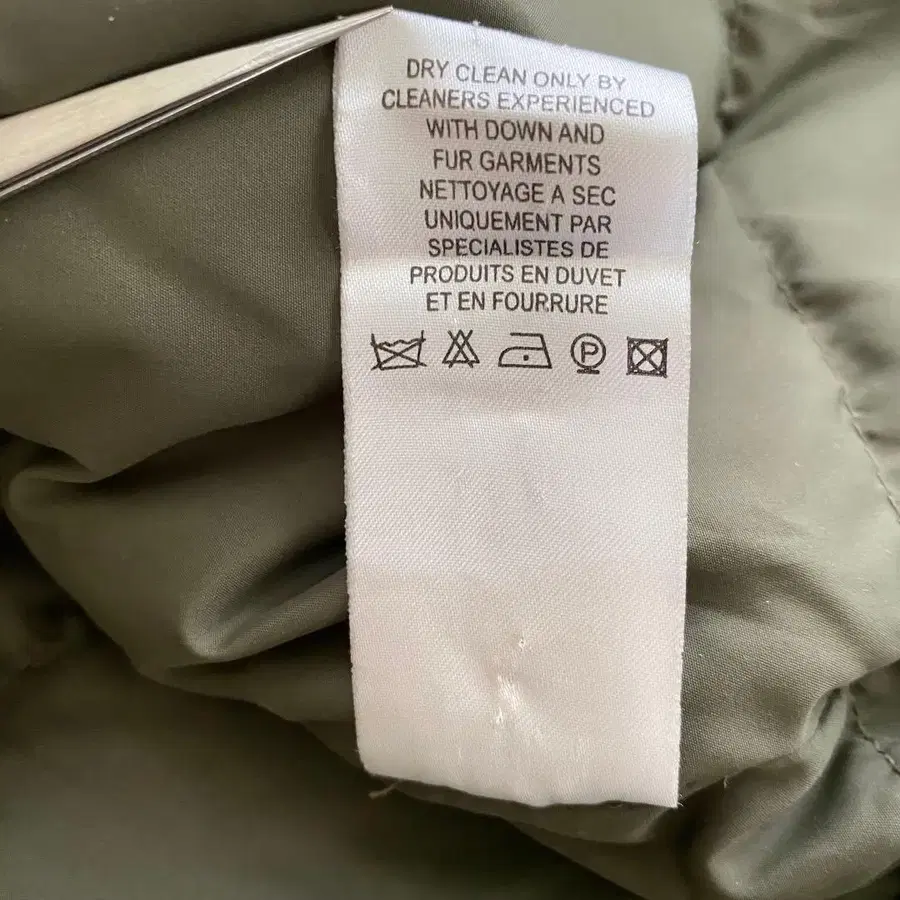 DRY CLEAN ONLY BY
CLEANERS EXPERIENCED
WITH DOWN AND
FUR GARMENTS
NETTOYAGE A SEC
UNIQUEMENT PAR
SPECIALISTES DE
PRODUITS EN DUVET
ET EN FOURRURE
P